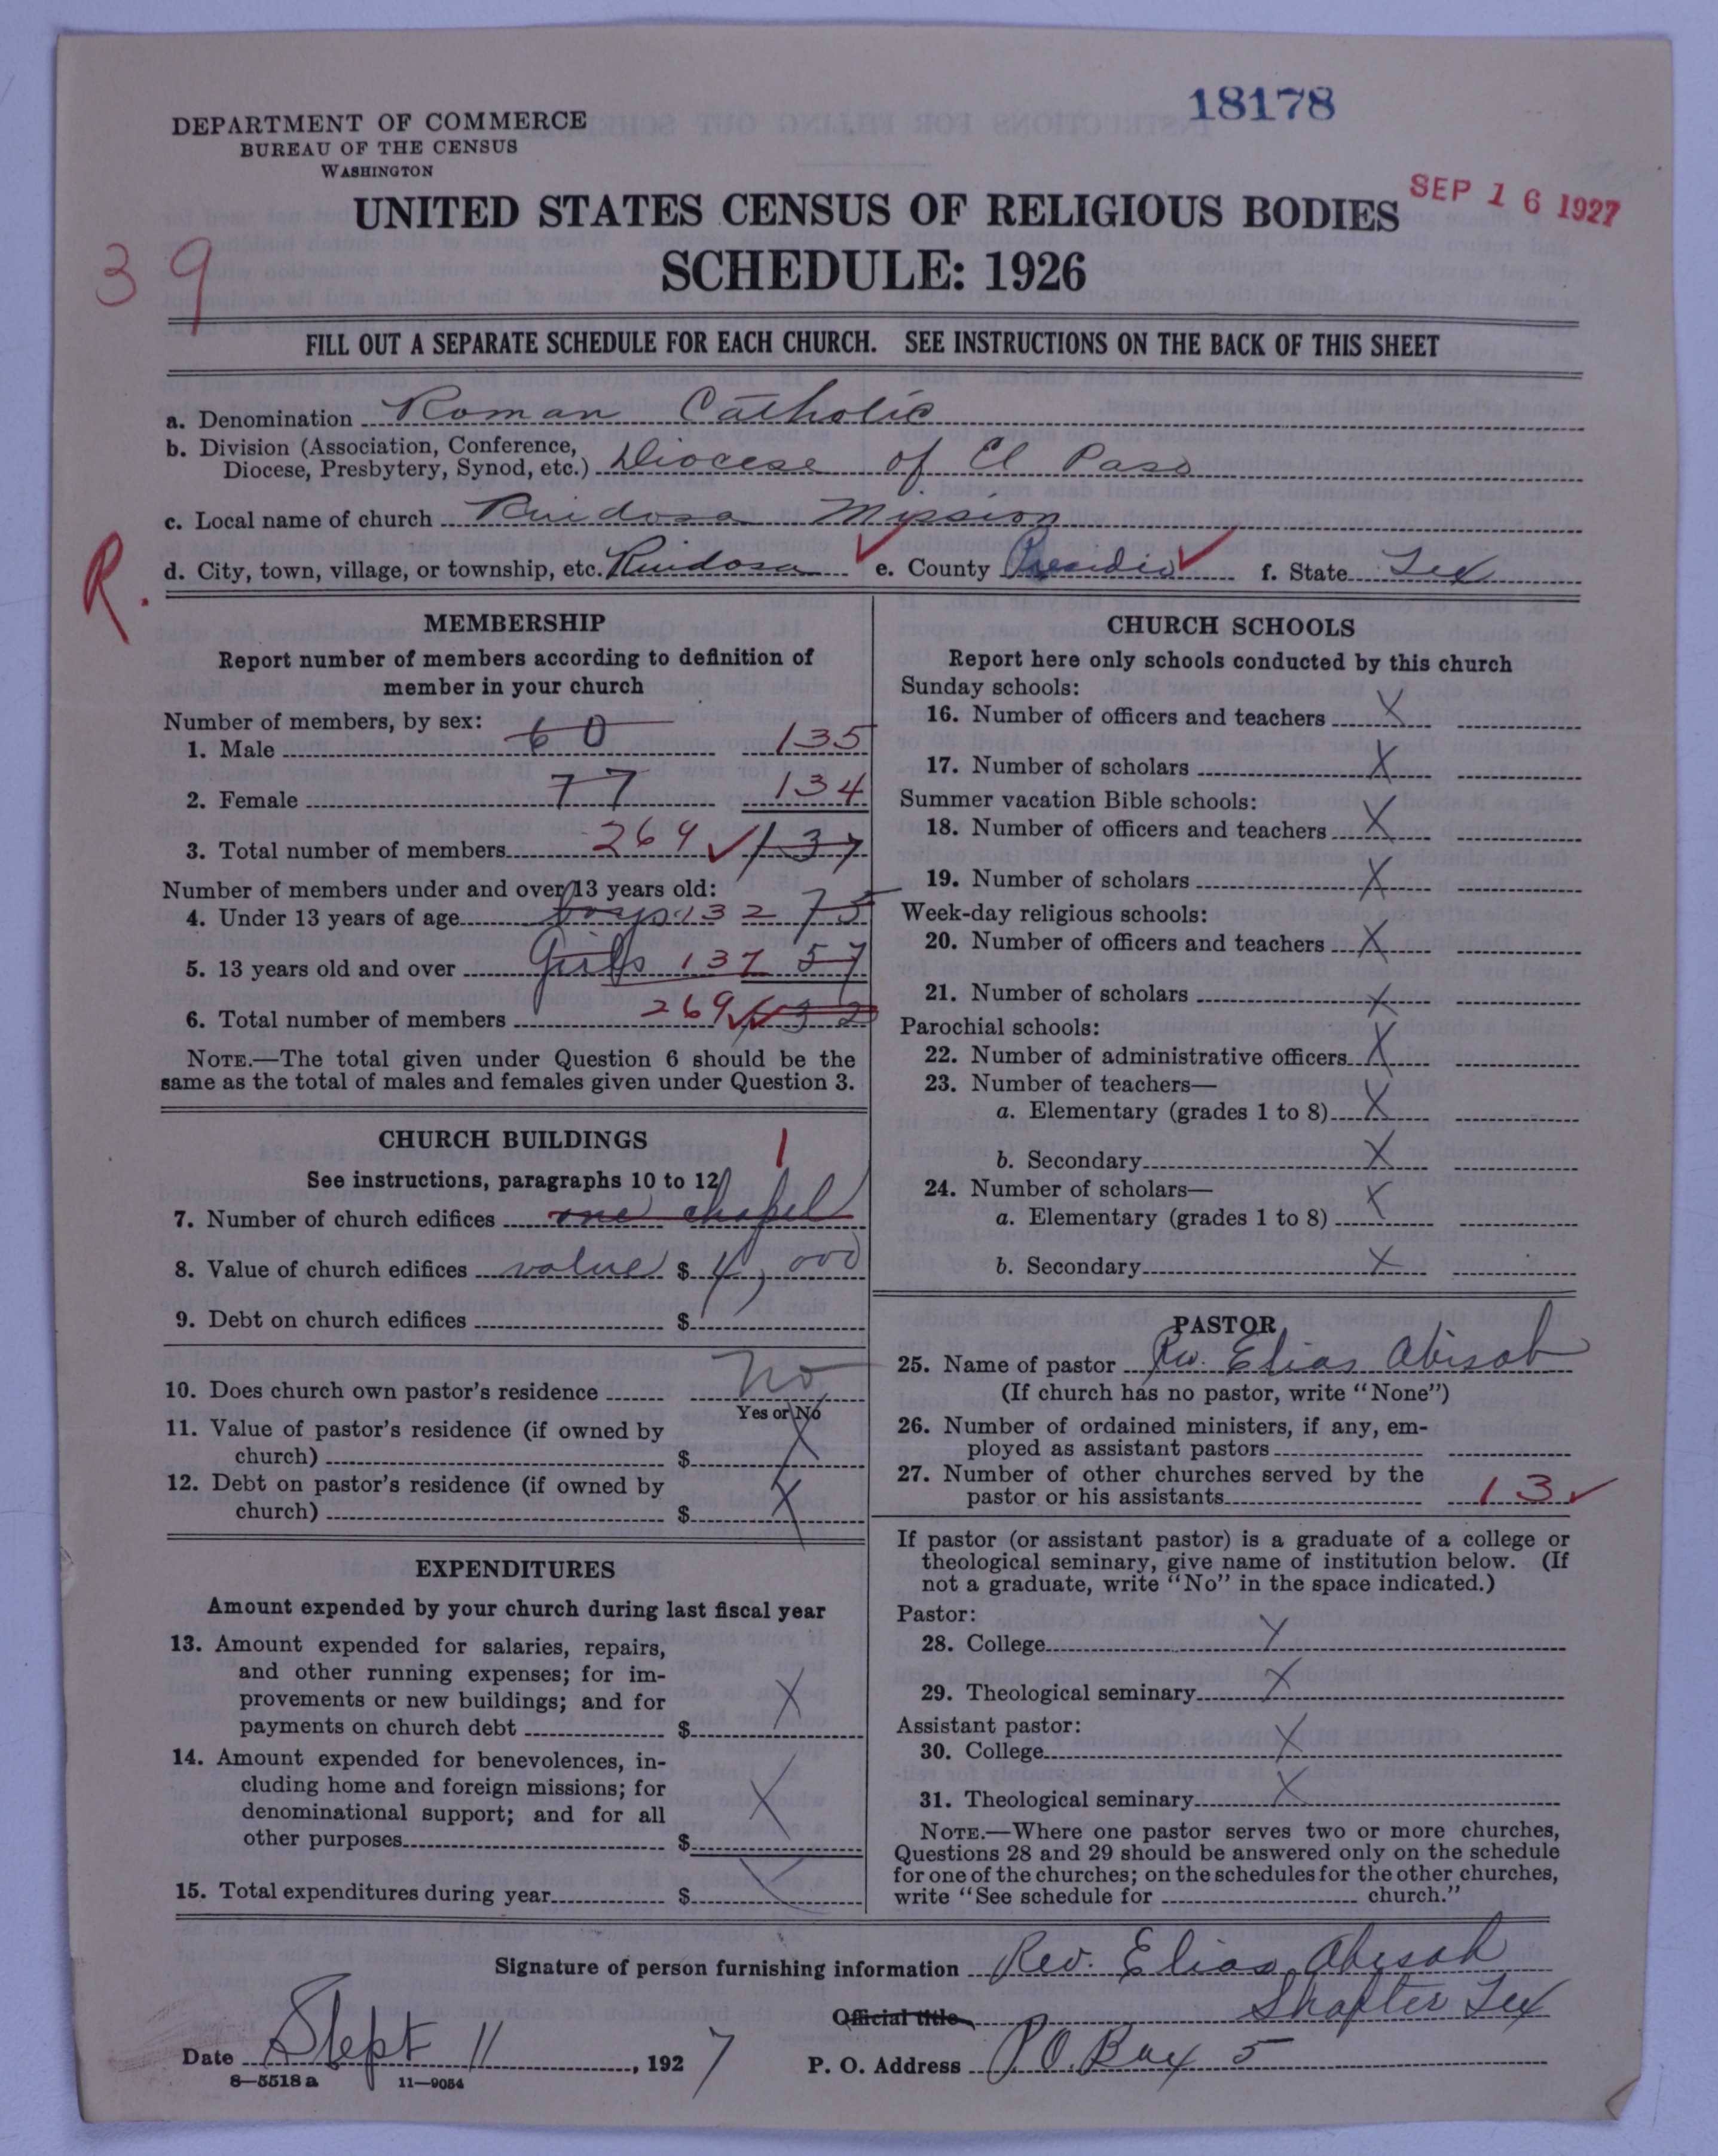 18178
DEPARTMENT OF COMMERCE
BUREAU OF THE CENSUS
WASHINGTON
SEP 16 1927
UNITED STATES CENSUS OF RELIGIOUS BODIES
SCHEDULE: 1926
39
FILL OUT A SEPARATE SCHEDULE FOR EACH CHURCH. SEE INSTRUCTIONS ON THE BACK OF THIS SHEET
a. Denomination Roman Catholic
b. Division (Association, Conference,
Diocese, Presbytery, Synod, etc.) Diocese of El Paso
c. Local name of church Ruidosa Mission
R.
d. City, town, village, or township, etc. Ruidosa e. County Presidio f. State Tex
MEMBERSHIP
Report number of members according to definition of
member in your church
Number of members, by sex:
1. Male 60 135
2. Female 77 134
3. Total number of members 269 137
Number of members under and over 13 years old:
4. Under 13 years of age boys 132 75
5. 13 years old and over Girls 137 57
6. Total number of members 269 132
NOTE.—The total given under Question 6 should be the
same as the total of males and females given under Question 3.
CHURCH BUILDINGS
See instructions, paragraphs 10 to 12
1
7. Number of church edifices one chapel
8. Value of church edifices value $ 4,000
9. Debt on church edifices $
10. Does church own pastor's residence No
Yes or No
11. Value of pastor's residence (if owned by
church) $ X
12. Debt on pastor's residence (if owned by
church) $ X
EXPENDITURES
Amount expended by your church during last fiscal year
13. Amount expended for salaries, repairs,
and other running expenses; for im-
provements or new buildings; and for
payments on church debt $ X
14. Amount expended for benevolences, in-
cluding home and foreign missions; for
denominational support; and for all
other purposes $ X
15. Total expenditures during year $ X
CHURCH SCHOOLS
Report here only schools conducted by this church
Sunday schools:
16. Number of officers and teachers X
17. Number of scholars X
Summer vacation Bible schools:
18. Number of officers and teachers X
19. Number of scholars X
Week-day religious schools:
20. Number of officers and teachers X
21. Number of scholars X
Parochial schools:
22. Number of administrative officers X
23. Number of teachers—
a. Elementary (grades 1 to 8) X
b. Secondary X
24. Number of scholars—
a. Elementary (grades 1 to 8) X
b. Secondary X
PASTOR
25. Name of pastor Rev. Elias Abisab
(If church has no pastor, write "None")
26. Number of ordained ministers, if any, em-
ployed as assistant pastors
27. Number of other churches served by the
pastor or his assistants 13
If pastor (or assistant pastor) is a graduate of a college or
theological seminary, give name of institution below. (If
not a graduate, write "No" in the space indicated.)
Pastor:
28. College X
29. Theological seminary X
Assistant pastor:
30. College X
31. Theological seminary X
NOTE.—Where one pastor serves two or more churches,
Questions 28 and 29 should be answered only on the schedule
for one of the churches; on the schedules for the other churches,
write "See schedule for church."
Signature of person furnishing information Rev. Elias Abisab
Official title Shafter Tex
Date Sept 11, 1927 P. O. Address P.O. Box 5
8—5518 a 11—9054